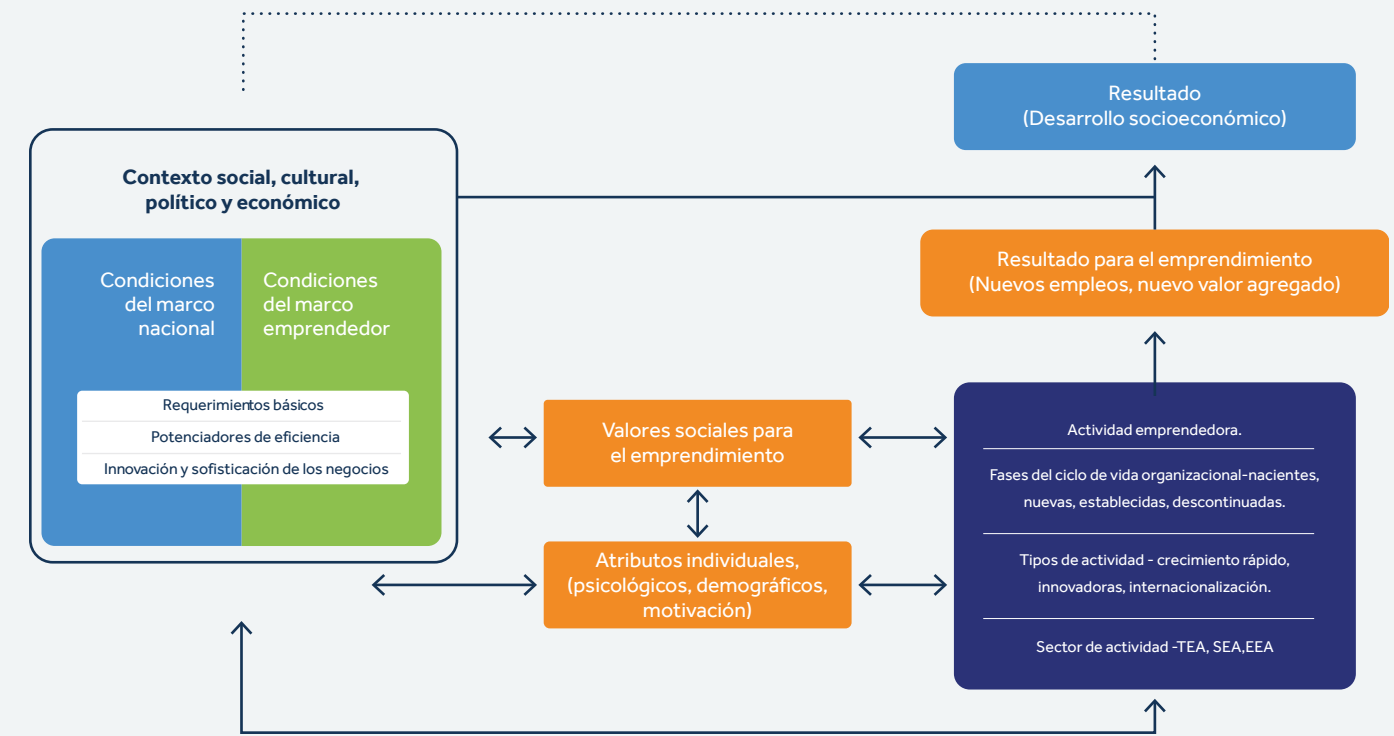 Resultado
(Desarrollo socioeconómico)
Contexto social, cultural,
político y económico
Condiciones
del marco
nacional
Condiciones
del marco
emprendedor
Resultado para el emprendimiento
(Nuevos empleos, nuevo valor agregado)
Requerimientos básicos
Potenciadores de eficiencia
Innovación y sofisticación de los negocios
Valores sociales para
el emprendimiento
Atributos individuales,
(psicológicos, demográficos,
motivación)
Actividad emprendedora.
Fases del ciclo de vida organizacional-nacientes,
nuevas, establecidas, descontinuadas.
Tipos de actividad - crecimiento rápido,
innovadoras, internacionalización.
Sector de actividad -TEA, SEA,EEA